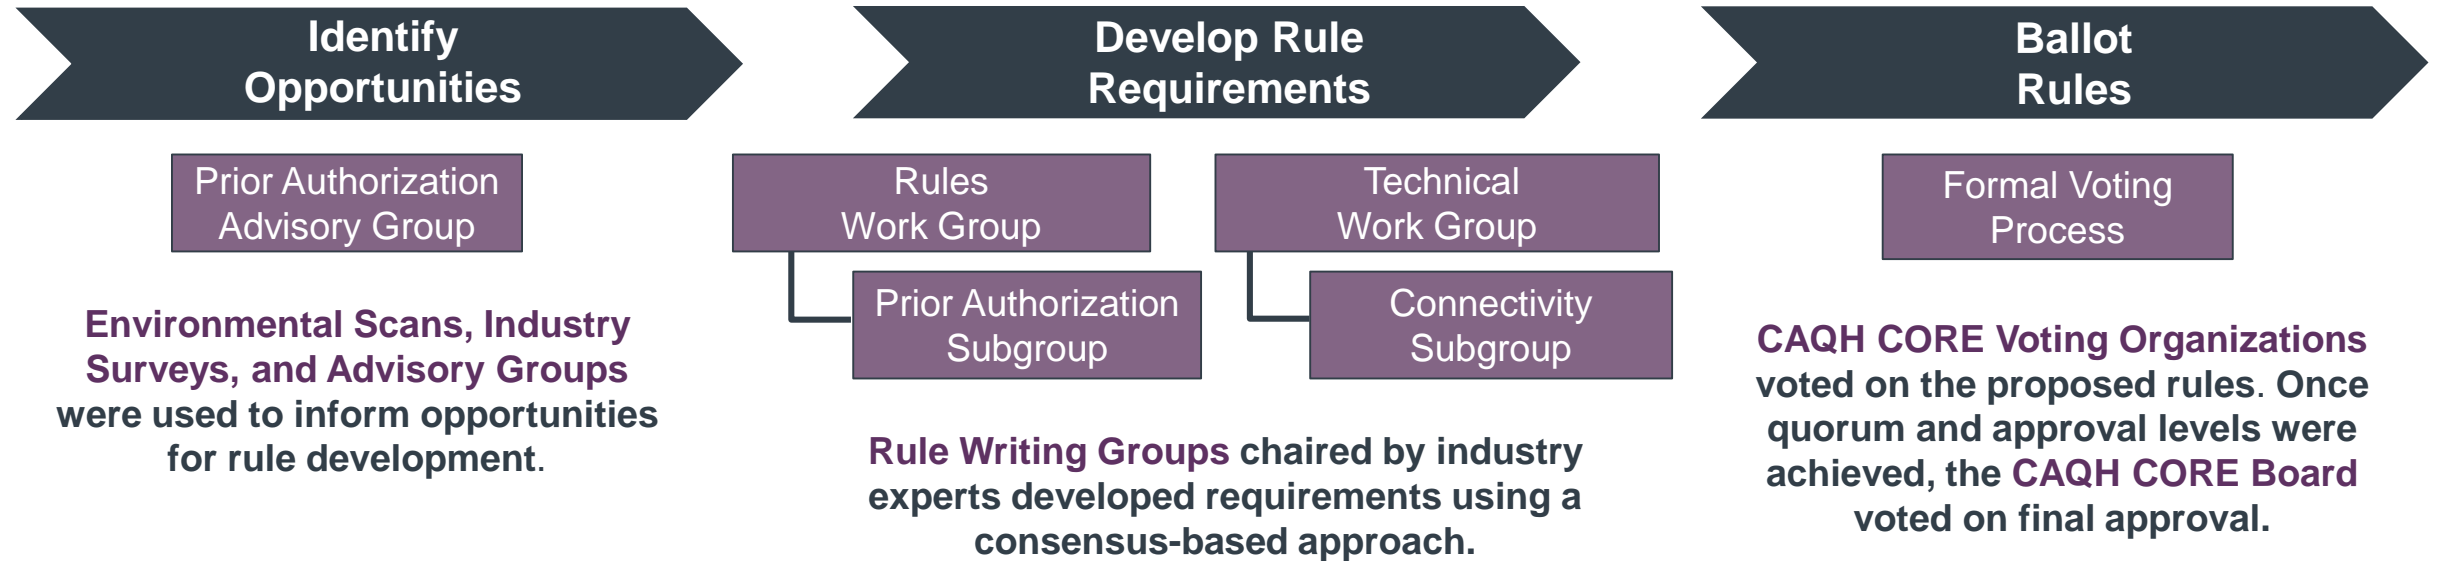 Identify
Opportunities
Prior Authorization
Advisory Group
Environmental Scans, Industry
Surveys, and Advisory Groups
were used to inform opportunities
for rule development.
Develop Rule
Requirements
Rules
Work Group
Prior Authorization
Subgroup
Technical
Work Group
Connectivity
Subgroup
Rule Writing Groups chaired by industry
experts developed requirements using a
consensus-based approach.
Ballot
Rules
Formal Voting
Process
CAQH CORE Voting Organizations
voted on the proposed rules. Once
quorum and approval levels were
achieved, the CAQH CORE Board
voted on final approval.